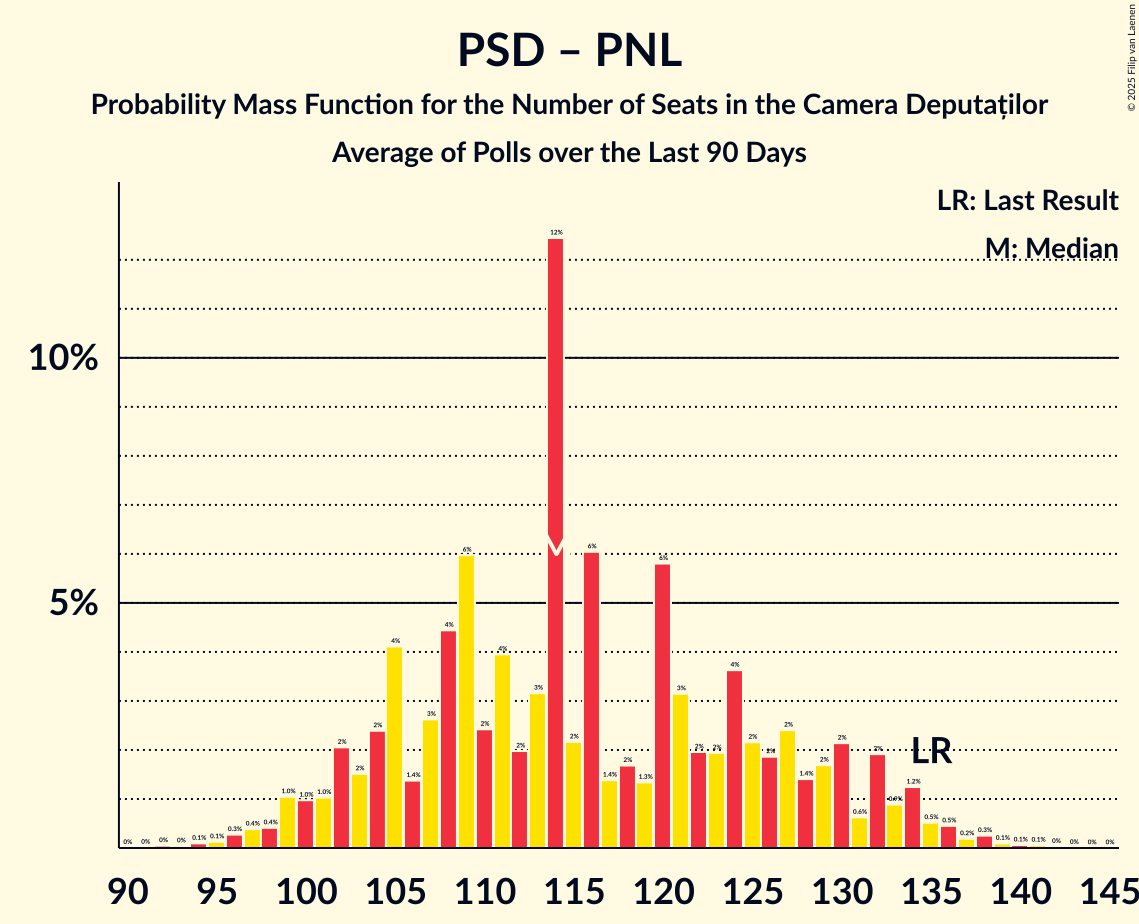 PSD – PNL
Probability Mass Function for the Number of Seats in the Camera Deputaților
Average of Polls over the Last 90 Days
© 2025 Filip van Laenen
LR: Last Result
M: Median
10%
5%
0% 0% 0% 0% 0.1% 0.1% 0.3% 0.4% 0.4% 1.0% 1.0% 1.0% 2% 2% 2% 4% 1.4% 3% 4% 6% 2% 4% 2% 3% 12% 2% 6% 1.4% 2% 1.3% 6% 3% 2% 2% 4% 2% 2% 2% 1.4% 2% 2% 0.6% 2% 0.9% 1.2% 0.5% 0.5% 0.2% 0.3% 0.1% 0.1% 0.1% 0% 0% 0% 0%
LR
90 95 100 105 110 115 120 125 130 135 140 145